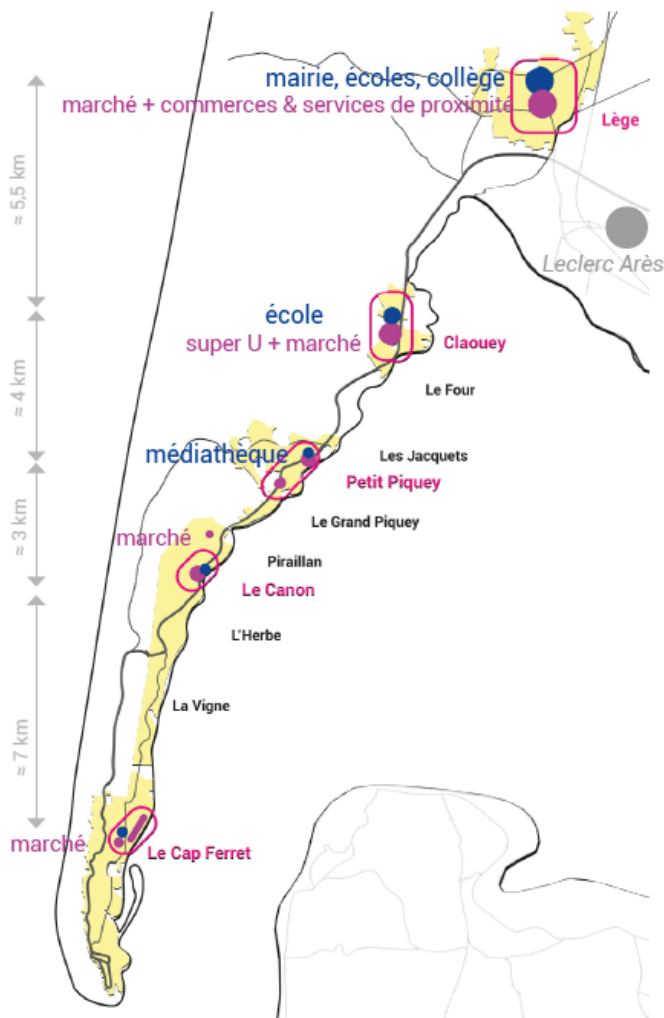 mairie, écoles, collège
marché + commerces & services de proximité
Lège
≈ 5,5 km
Leclerc Arès
école
super U + marché
Claouey
≈ 4 km
Le Four
médiathèque
Les Jacquets
Petit Piquey
≈ 3 km
Le Grand Piquey
marché
Piraillan
Le Canon
L'Herbe
≈ 7 km
La Vigne
marché
Le Cap Ferret